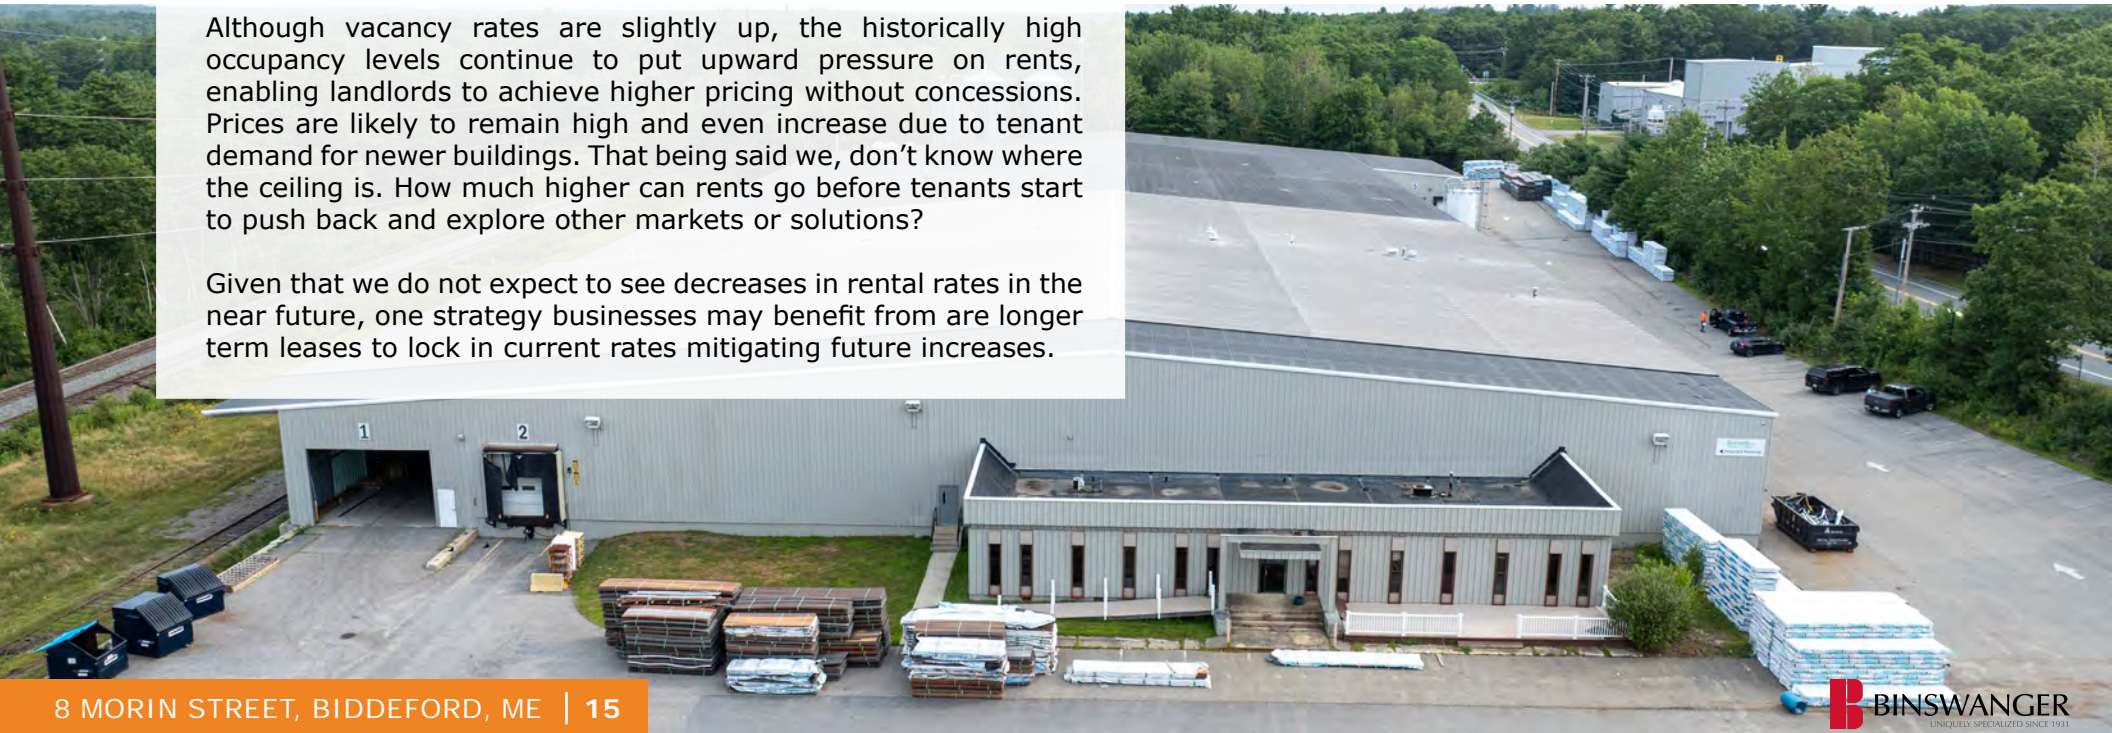 Although vacancy rates are slightly up, the historically high
occupancy levels continue to put upward pressure on rents,
enabling landlords to achieve higher pricing without concessions.
Prices are likely to remain high and even increase due to tenant
demand for newer buildings. That being said we, don’t know where
the ceiling is. How much higher can rents go before tenants start
to push back and explore other markets or solutions?
Given that we do not expect to see decreases in rental rates in the
near future, one strategy businesses may benefit from are longer
term leases to lock in current rates mitigating future increases.
1
2
8 MORIN STREET, BIDDEFORD, ME | 15
BINSWANGER
UNIQUELY SPECIALIZED SINCE 1931